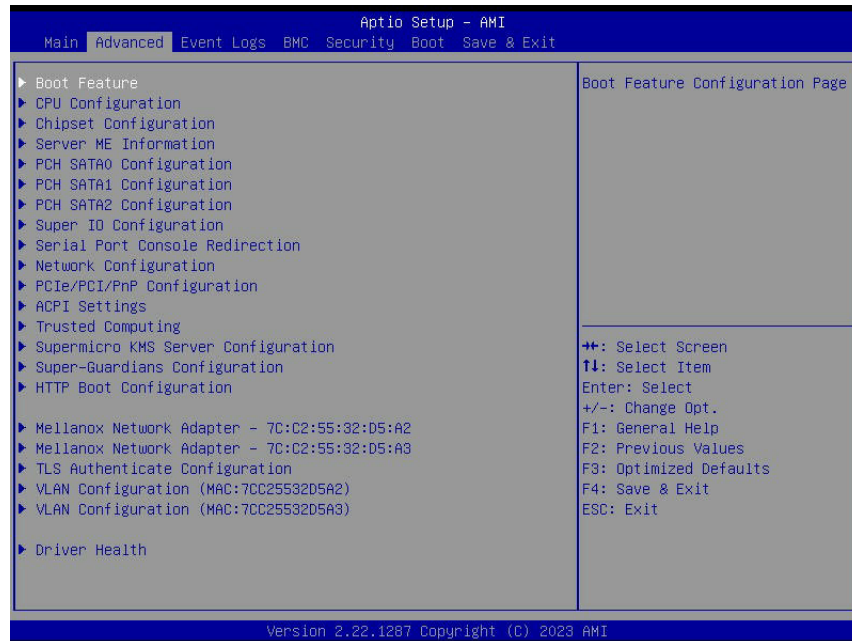 Aptio Setup – AMI
Main Advanced Event Logs BMC Security Boot Save & Exit
▶ Boot Feature
▶ CPU Configuration
▶ Chipset Configuration
▶ Server ME Information
▶ PCH SATA0 Configuration
▶ PCH SATA1 Configuration
▶ PCH SATA2 Configuration
▶ Super IO Configuration
▶ Serial Port Console Redirection
▶ Network Configuration
▶ PCIe/PCI/PnP Configuration
▶ ACPI Settings
▶ Trusted Computing
▶ Supermicro KMS Server Configuration
▶ Super-Guardians Configuration
▶ HTTP Boot Configuration
▶ Mellanox Network Adapter – 7C:C2:55:32:D5:A2
▶ Mellanox Network Adapter – 7C:C2:55:32:D5:A3
▶ TLS Authenticate Configuration
▶ VLAN Configuration (MAC:7CC25532D5A2)
▶ VLAN Configuration (MAC:7CC25532D5A3)
▶ Driver Health
Boot Feature Configuration Page
→←: Select Screen
↑↓: Select Item
Enter: Select
+/-: Change Opt.
F1: General Help
F2: Previous Values
F3: Optimized Defaults
F4: Save & Exit
ESC: Exit
Version 2.22.1287 Copyright (C) 2023 AMI